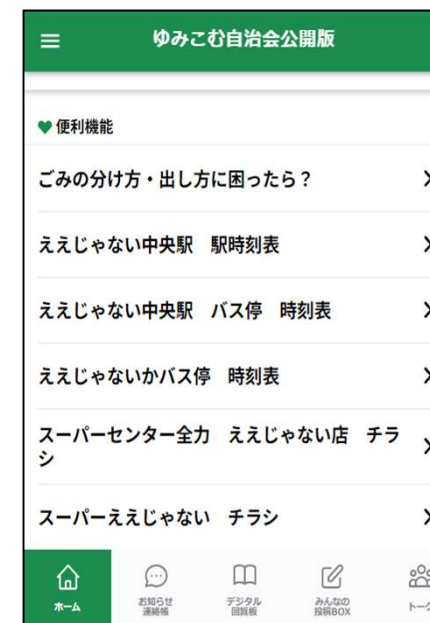 ゆみこむ自治会公開版
便利機能
ごみの分け方・出し方に困ったら？
ええじゃない中央駅　駅時刻表
ええじゃない中央駅　バス停　時刻表
ええじゃないかバス停　時刻表
スーパーセンター全力　ええじゃない店　チラ
シ
スーパーええじゃない　チラシ
ホーム
お知らせ
連絡帳
デジタル
回覧板
みんなの
投稿BOX
トーク